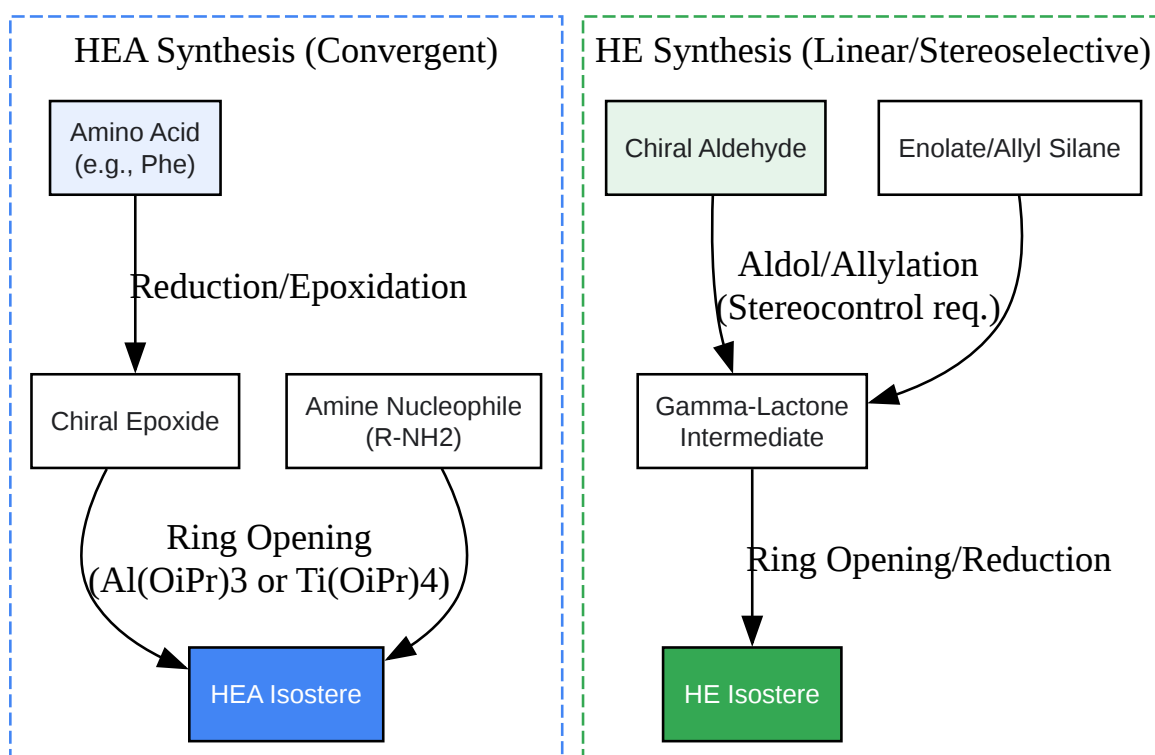 HEA Synthesis (Convergent)
Amino Acid
(e.g., Phe)
Reduction/Epoxidation
Chiral Epoxide
Amine Nucleophile
(R-NH2)
Ring Opening
(Al(OiPr)3 or Ti(OiPr)4)
HEA Isostere
HE Synthesis (Linear/Stereoselective)
Chiral Aldehyde
Enolate/Allyl Silane
Aldol/Allylation
(Stereocontrol req.)
Gamma-Lactone
Intermediate
Ring Opening/Reduction
HE Isostere